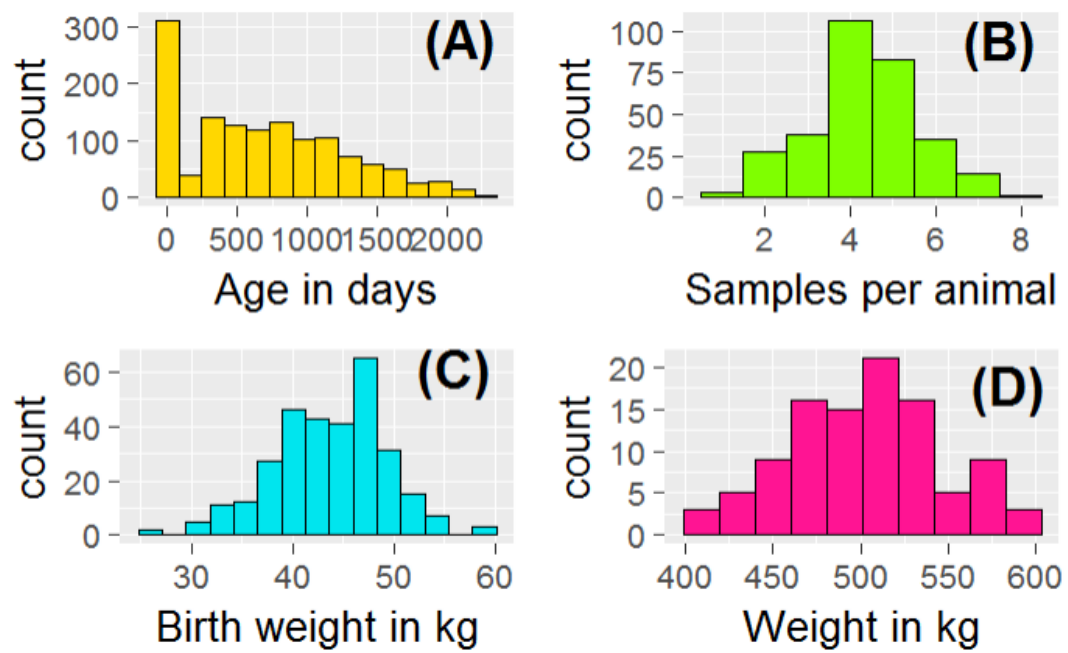 (A)
count
300
200
100
0
0 500 1000 1500 2000
Age in days
(B)
count
100
75
50
25
0
2 4 6 8
Samples per animal
(C)
count
60
40
20
0
30 40 50 60
Birth weight in kg
(D)
count
20
15
10
5
0
400 450 500 550 600
Weight in kg